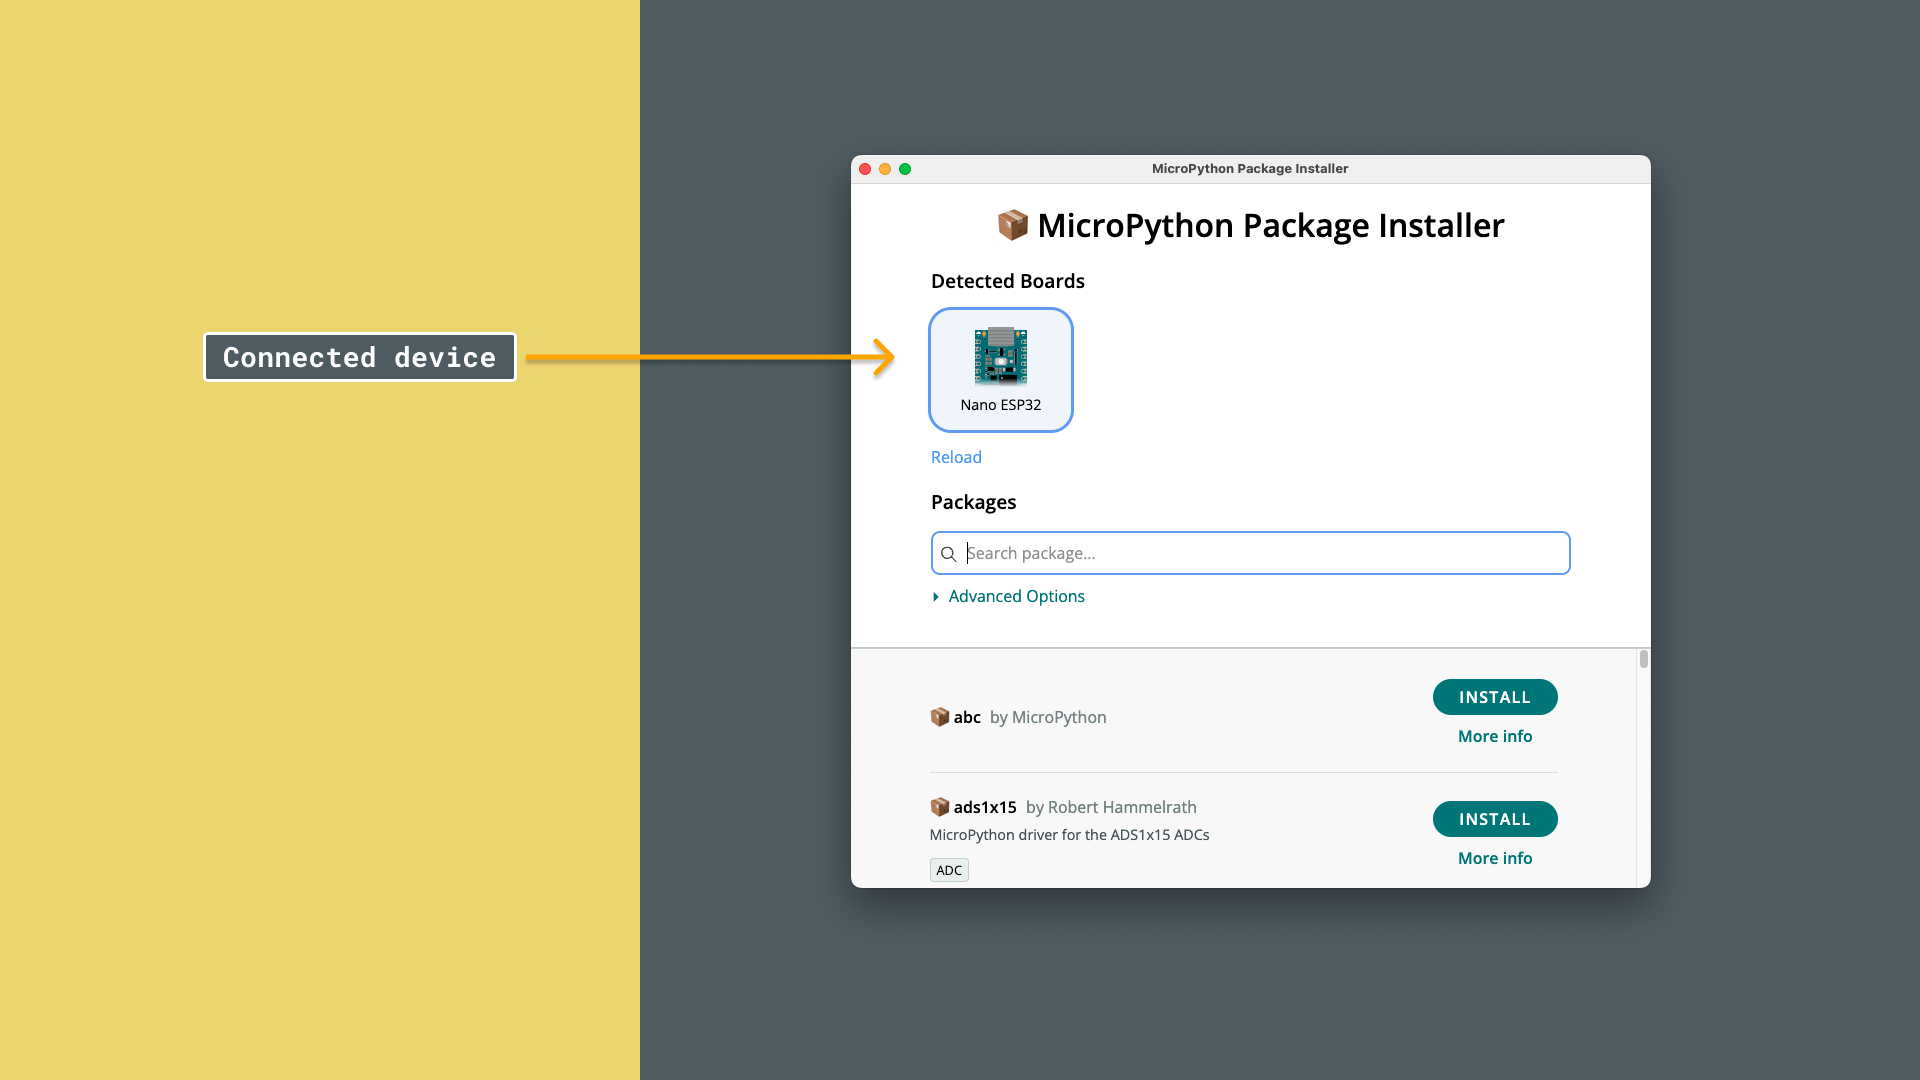 Connected device
MicroPython Package Installer
MicroPython Package Installer
Detected Boards
Nano ESP32
Reload
Packages
Search package...
Advanced Options
abc by MicroPython
INSTALL
More info
ads1x15 by Robert Hammelrath
MicroPython driver for the ADS1x15 ADCs
ADC
INSTALL
More info